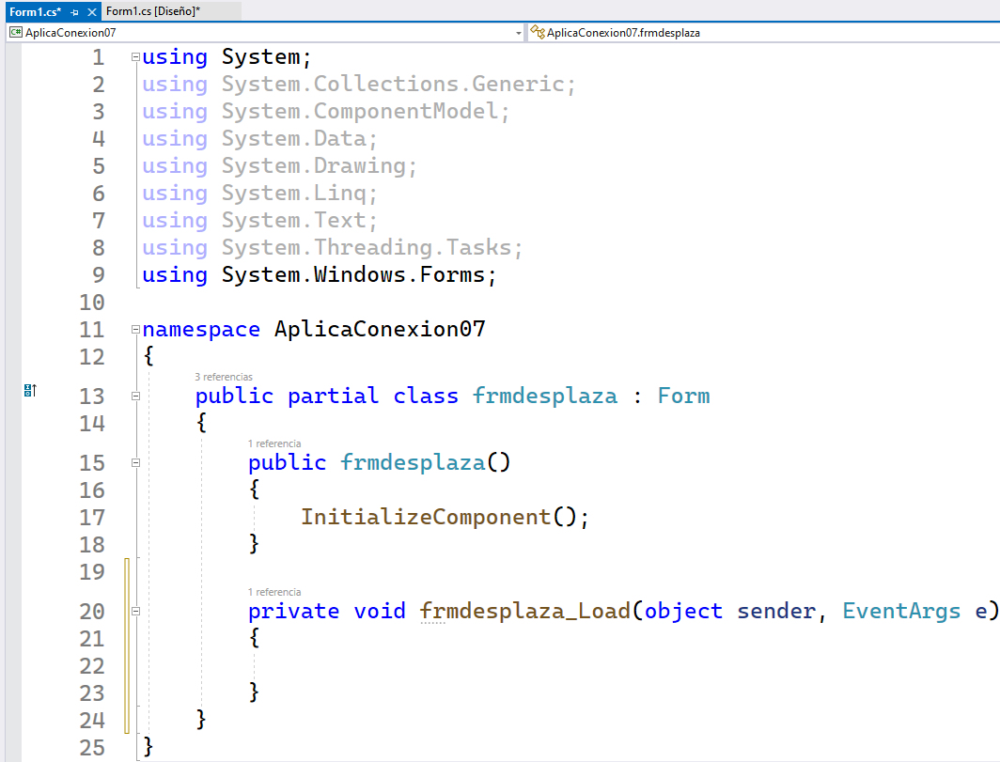 Form1.cs* Form1.cs [Diseño]*
C# AplicaConexion07 AplicaConexion07.frmdesplaza
1 using System;
2 using System.Collections.Generic;
3 using System.ComponentModel;
4 using System.Data;
5 using System.Drawing;
6 using System.Linq;
7 using System.Text;
8 using System.Threading.Tasks;
9 using System.Windows.Forms;
10
11 namespace AplicaConexion07
12 {
3 referencias
13 public partial class frmdesplaza : Form
14 {
1 referencia
15 public frmdesplaza()
16 {
17 InitializeComponent();
18 }
19
1 referencia
20 private void frmdesplaza_Load(object sender, EventArgs e)
21 {
22
23 }
24 }
25 }